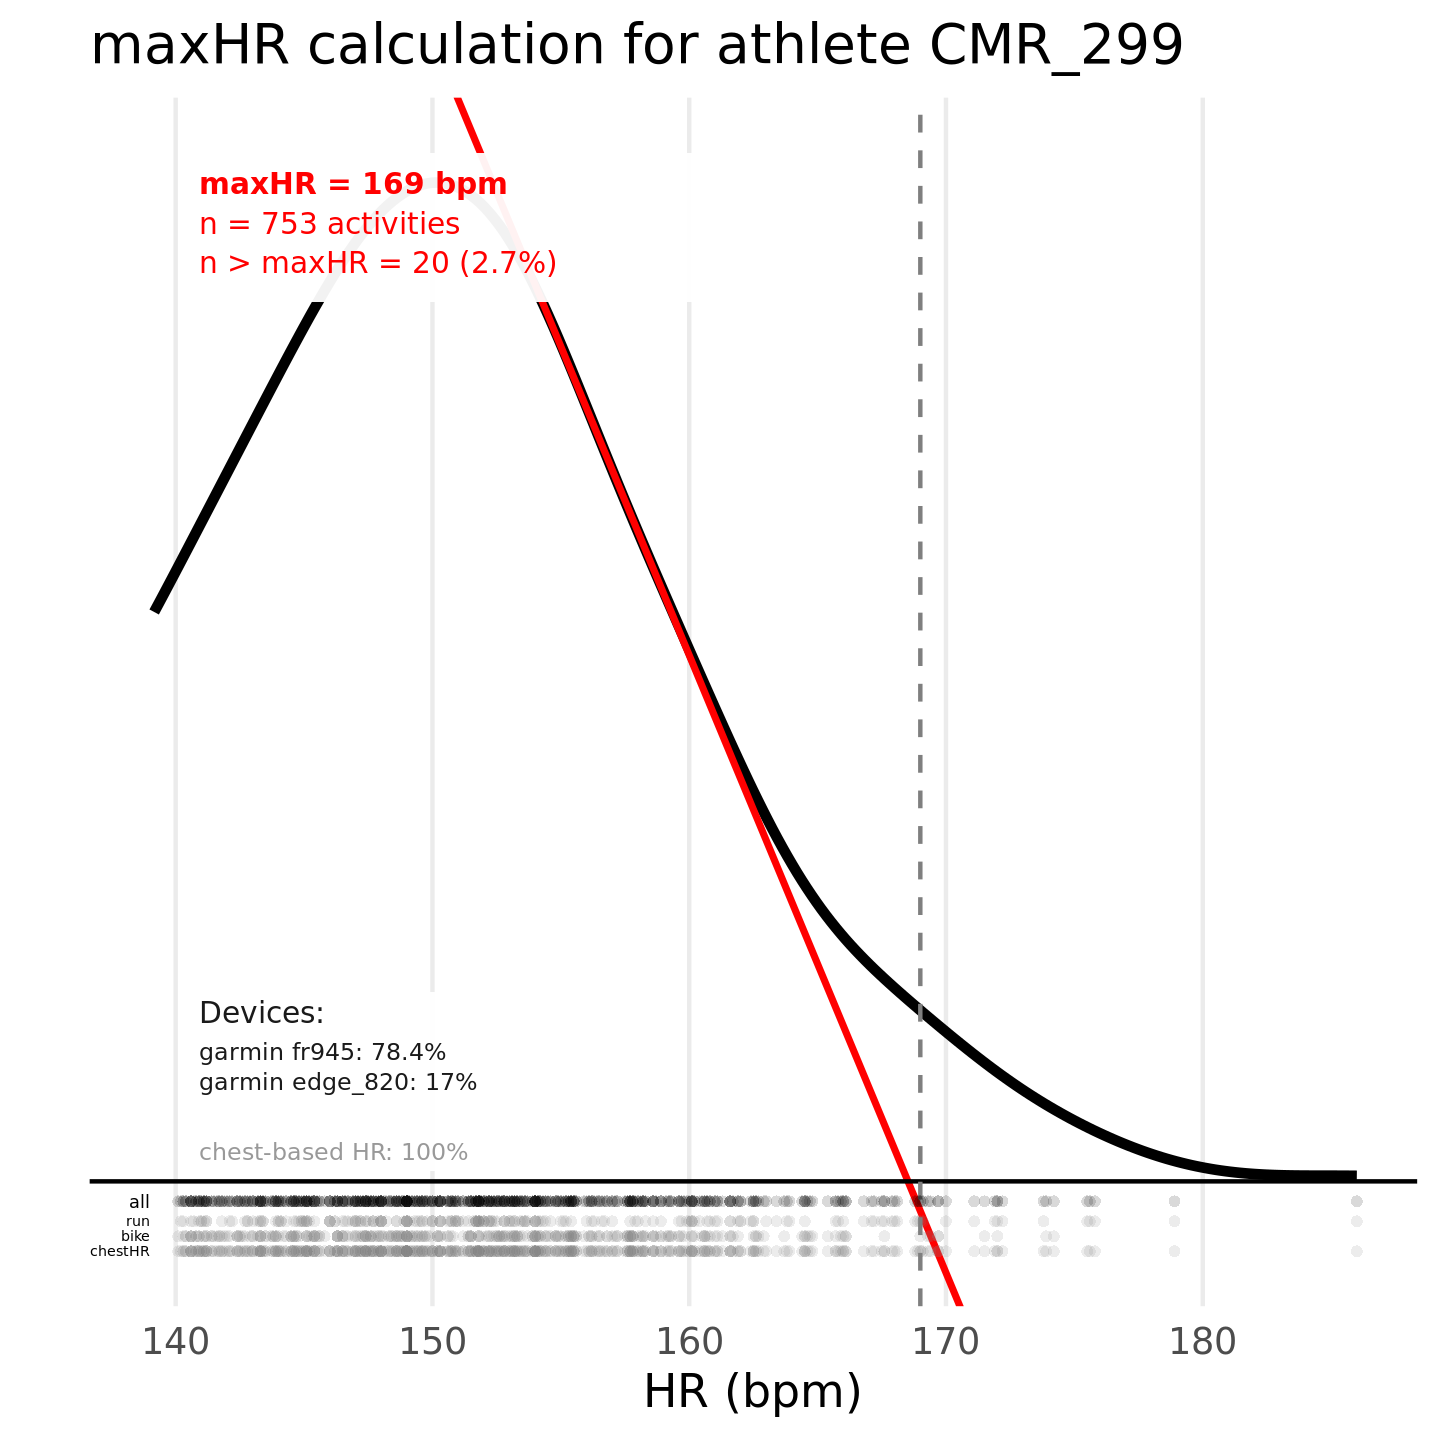 maxHR calculation for athlete CMR_299
maxHR = 169 bpm
n = 753 activities
n > maxHR = 20 (2.7%)
Devices:
garmin fr945: 78.4%
garmin edge_820: 17%
chest-based HR: 100%
all
run
bike
chestHR
140 150 160 170 180
HR (bpm)